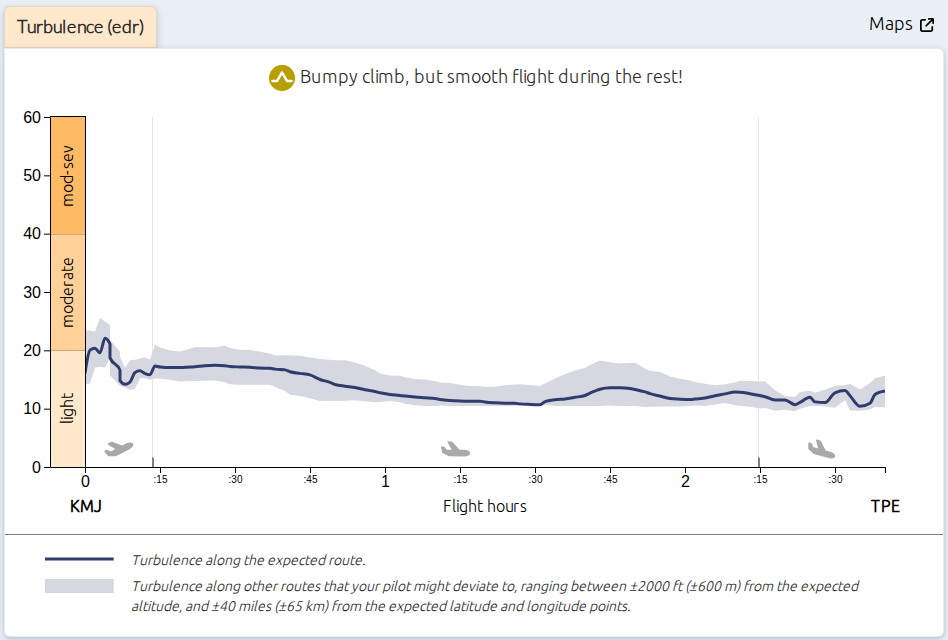 Turbulence (edr)
Maps
Bumpy climb, but smooth flight during the rest!
60
50
40
30
20
10
0
mod-sev
moderate
light
0 :15 :30 :45 1 :15 :30 :45 2 :15 :30
KMJ Flight hours TPE
Turbulence along the expected route.
Turbulence along other routes that your pilot might deviate to, ranging between ±2000 ft (±600 m) from the expected
altitude, and ±40 miles (±65 km) from the expected latitude and longitude points.